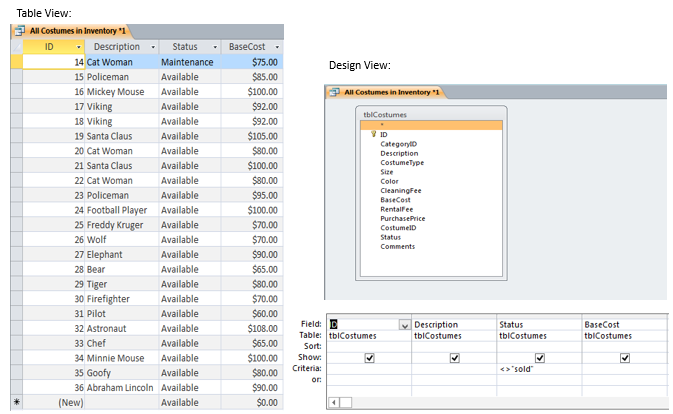 Table View:
All Costumes in Inventory *1
ID Description Status BaseCost
14 Cat Woman Maintenance $75.00
15 Policeman Available $85.00
16 Mickey Mouse Available $100.00
17 Viking Available $92.00
18 Viking Available $92.00
19 Santa Claus Available $105.00
20 Cat Woman Available $80.00
21 Santa Claus Available $100.00
22 Cat Woman Available $80.00
23 Policeman Available $95.00
24 Football Player Available $100.00
25 Freddy Kruger Available $70.00
26 Wolf Available $70.00
27 Elephant Available $90.00
28 Bear Available $65.00
29 Tiger Available $80.00
30 Firefighter Available $70.00
31 Pilot Available $60.00
32 Astronaut Available $108.00
33 Chef Available $65.00
34 Minnie Mouse Available $100.00
35 Goofy Available $80.00
36 Abraham Lincoln Available $90.00
* (New) Available $0.00
Design View:
All Costumes in Inventory *1
tblCostumes
*
ID
CategoryID
Description
CostumeType
Size
Color
CleaningFee
BaseCost
RentalFee
PurchasePrice
CostumeID
Status
Comments
Field: ID Description Status BaseCost
Table: tblCostumes tblCostumes tblCostumes tblCostumes
Sort:
Show:
Criteria: <>"sold"
or: